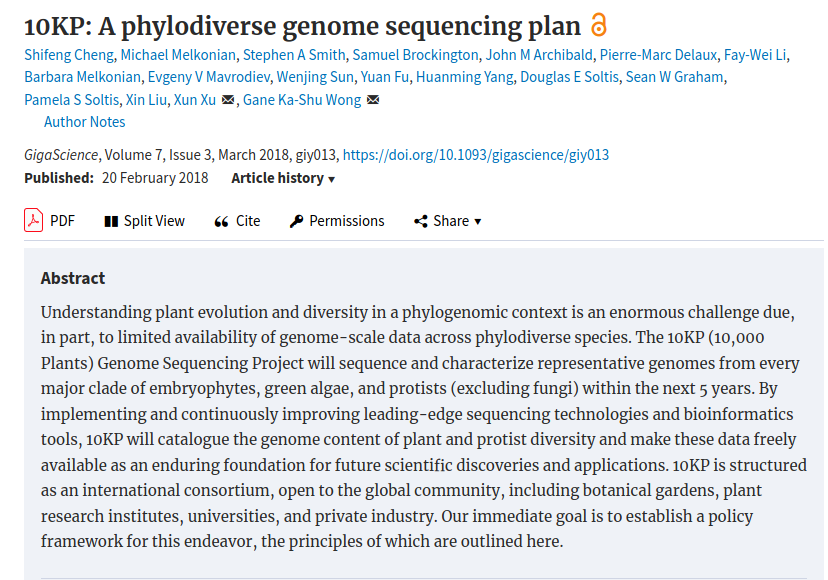 10KP: A phylodiverse genome sequencing plan
Shifeng Cheng, Michael Melkonian, Stephen A Smith, Samuel Brockington, John M Archibald, Pierre-Marc Delaux, Fay-Wei Li,
Barbara Melkonian, Evgeny V Mavrodiev, Wenjing Sun, Yuan Fu, Huanming Yang, Douglas E Soltis, Sean W Graham,
Pamela S Soltis, Xin Liu, Xun Xu, Gane Ka-Shu Wong
Author Notes
GigaScience, Volume 7, Issue 3, March 2018, giy013, https://doi.org/10.1093/gigascience/giy013
Published: 20 February 2018 Article history
PDF Split View Cite Permissions Share
Abstract
Understanding plant evolution and diversity in a phylogenomic context is an enormous challenge due,
in part, to limited availability of genome-scale data across phylodiverse species. The 10KP (10,000
Plants) Genome Sequencing Project will sequence and characterize representative genomes from every
major clade of embryophytes, green algae, and protists (excluding fungi) within the next 5 years. By
implementing and continuously improving leading-edge sequencing technologies and bioinformatics
tools, 10KP will catalogue the genome content of plant and protist diversity and make these data freely
available as an enduring foundation for future scientific discoveries and applications. 10KP is structured
as an international consortium, open to the global community, including botanical gardens, plant
research institutes, universities, and private industry. Our immediate goal is to establish a policy
framework for this endeavor, the principles of which are outlined here.